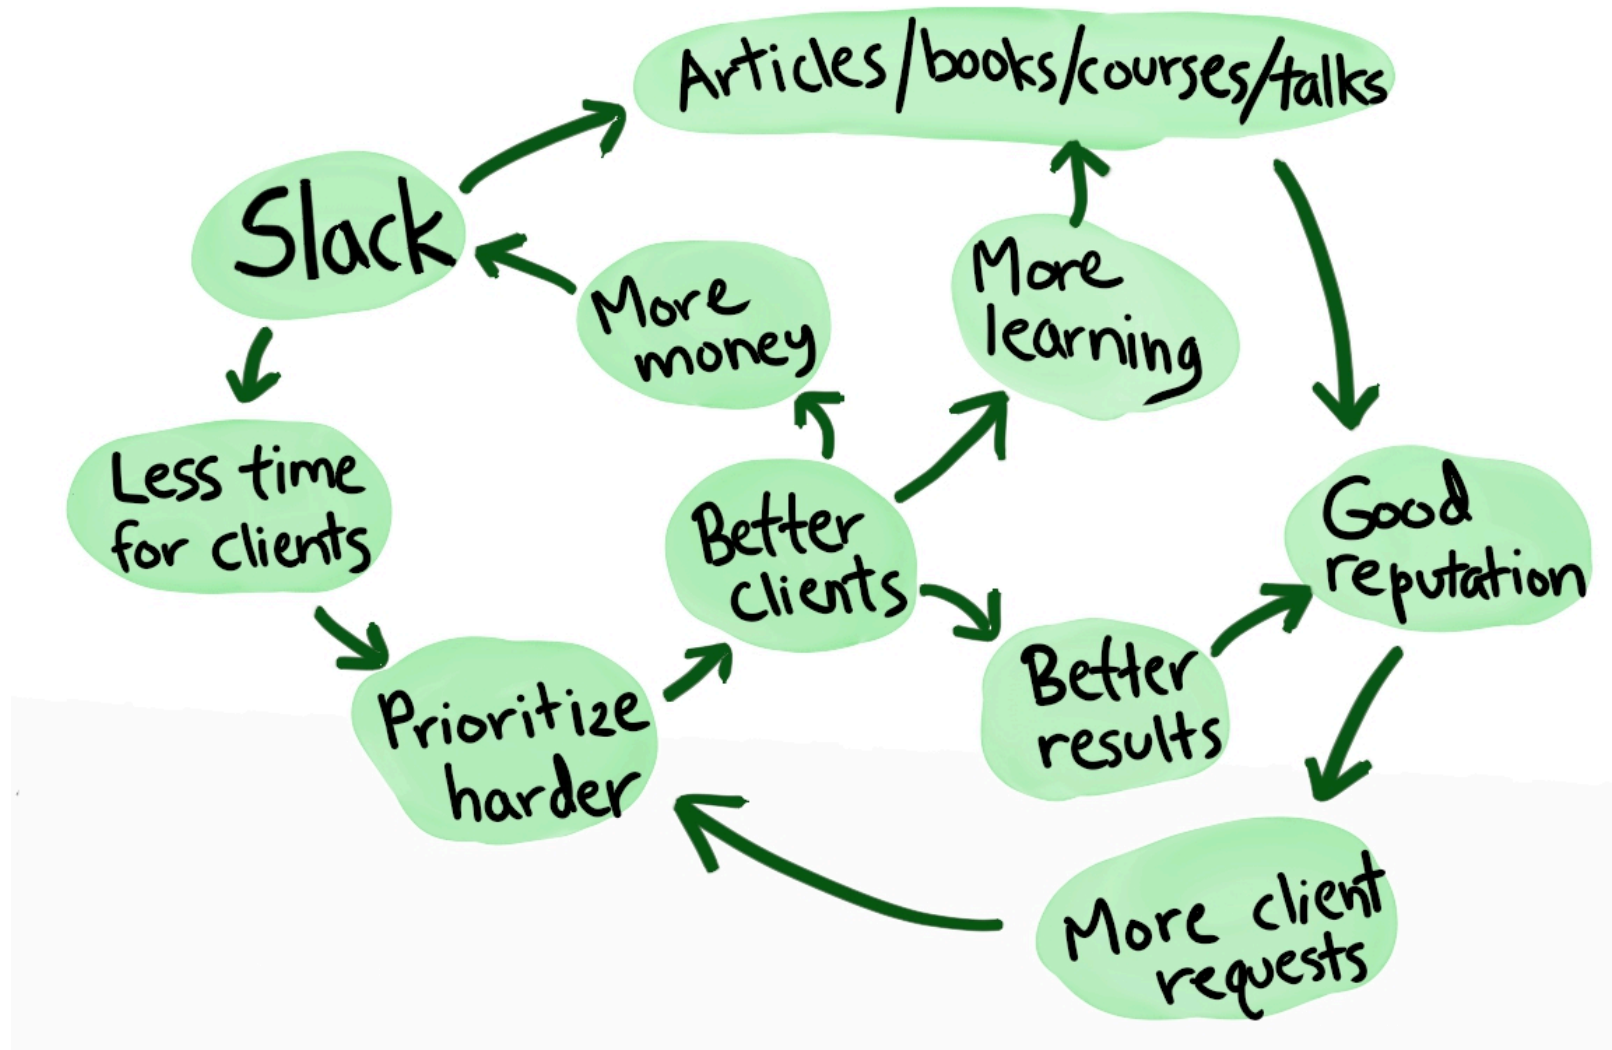 Articles/books/courses/talks
Slack
More
money
More
learning
Less time
for clients
Better
clients
Good
reputation
Prioritize
harder
Better
results
More client
requests